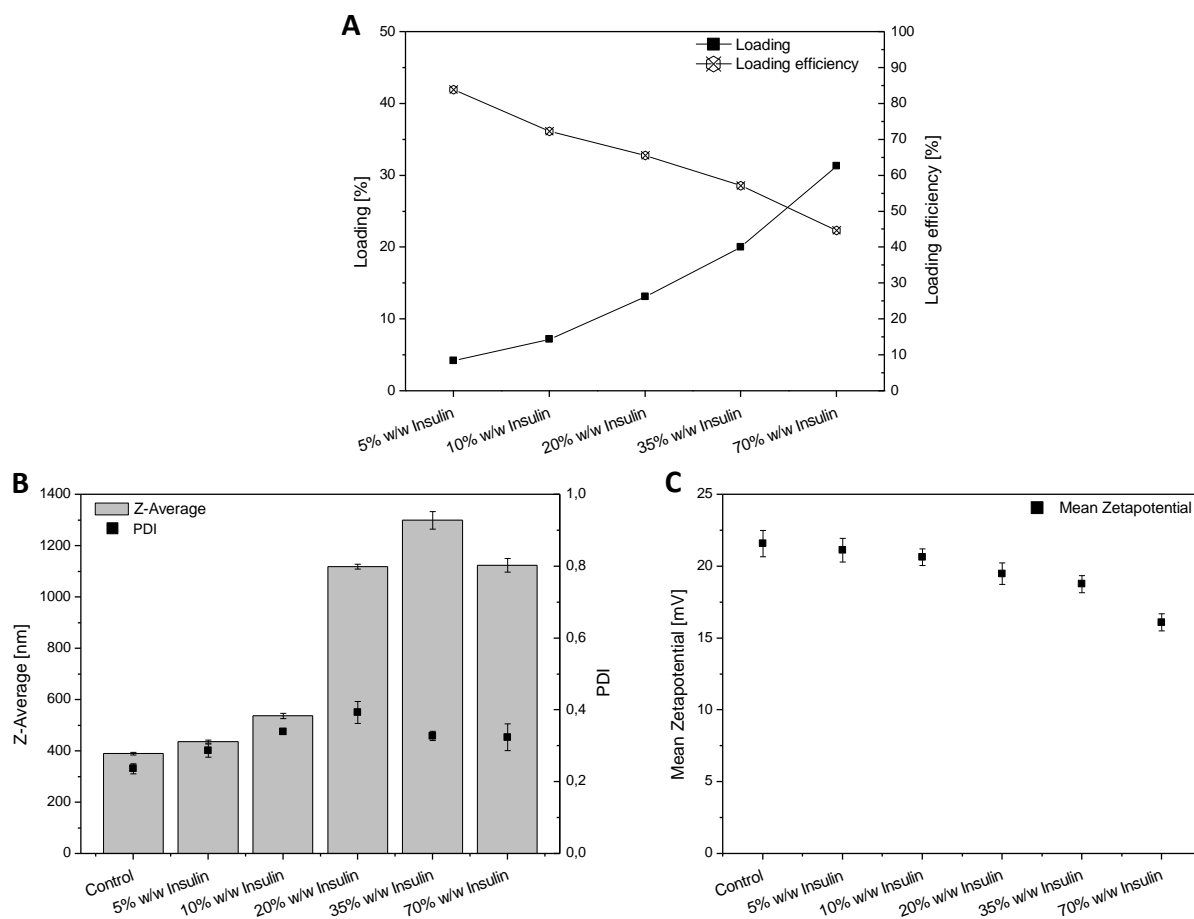 A
Loading
Loading efficiency
50
40
30
20
10
0
Loading [%]
100
90
80
70
60
50
40
30
20
10
0
Loading efficiency [%]
5% w/w Insulin
10% w/w Insulin
20% w/w Insulin
35% w/w Insulin
70% w/w Insulin
B
Z-Average
PDI
1400
1200
1000
800
600
400
200
0
Z-Average [nm]
1,0
0,8
0,6
0,4
0,2
0,0
PDI
Control
5% w/w Insulin
10% w/w Insulin
20% w/w Insulin
35% w/w Insulin
70% w/w Insulin
C
Mean Zetapotential
25
20
15
10
5
0
Mean Zetapotential [mV]
Control
5% w/w Insulin
10% w/w Insulin
20% w/w Insulin
35% w/w Insulin
70% w/w Insulin